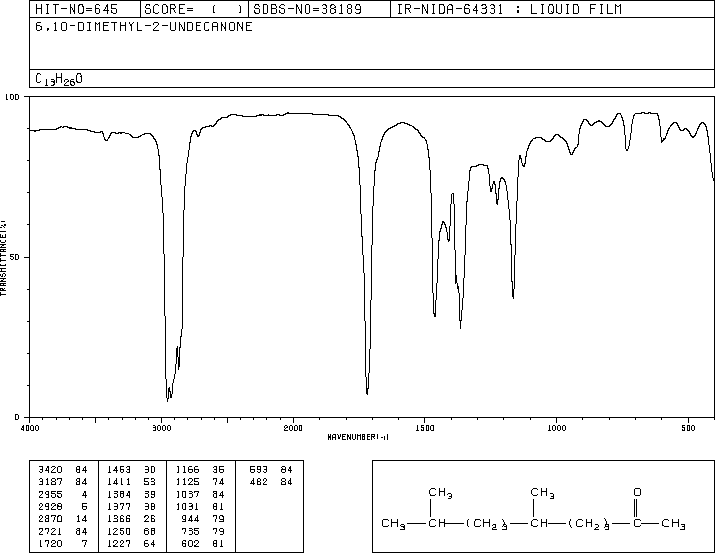 HIT-NO=645 SCORE= ( ) SDBS-NO=38189 IR-NIDA-64331 : LIQUID FILM
6,10-DIMETHYL-2-UNDECANONE
C13H26O
100
50
0
TRANSMITTANCE(%)
4000 3000 2000 1500 1000 500
WAVENUMBER(-1)
3420 84 1463 30 1166 36 593 84
3187 84 1411 53 1125 74 482 84
2955 4 1384 39 1037 84
2928 6 1377 38 1031 81
2870 14 1366 26 944 79
2721 84 1250 68 735 79
1720 7 1227 64 602 81
CH3 CH3 O
CH3—CH—(CH2)3—CH—(CH2)3—C—CH3